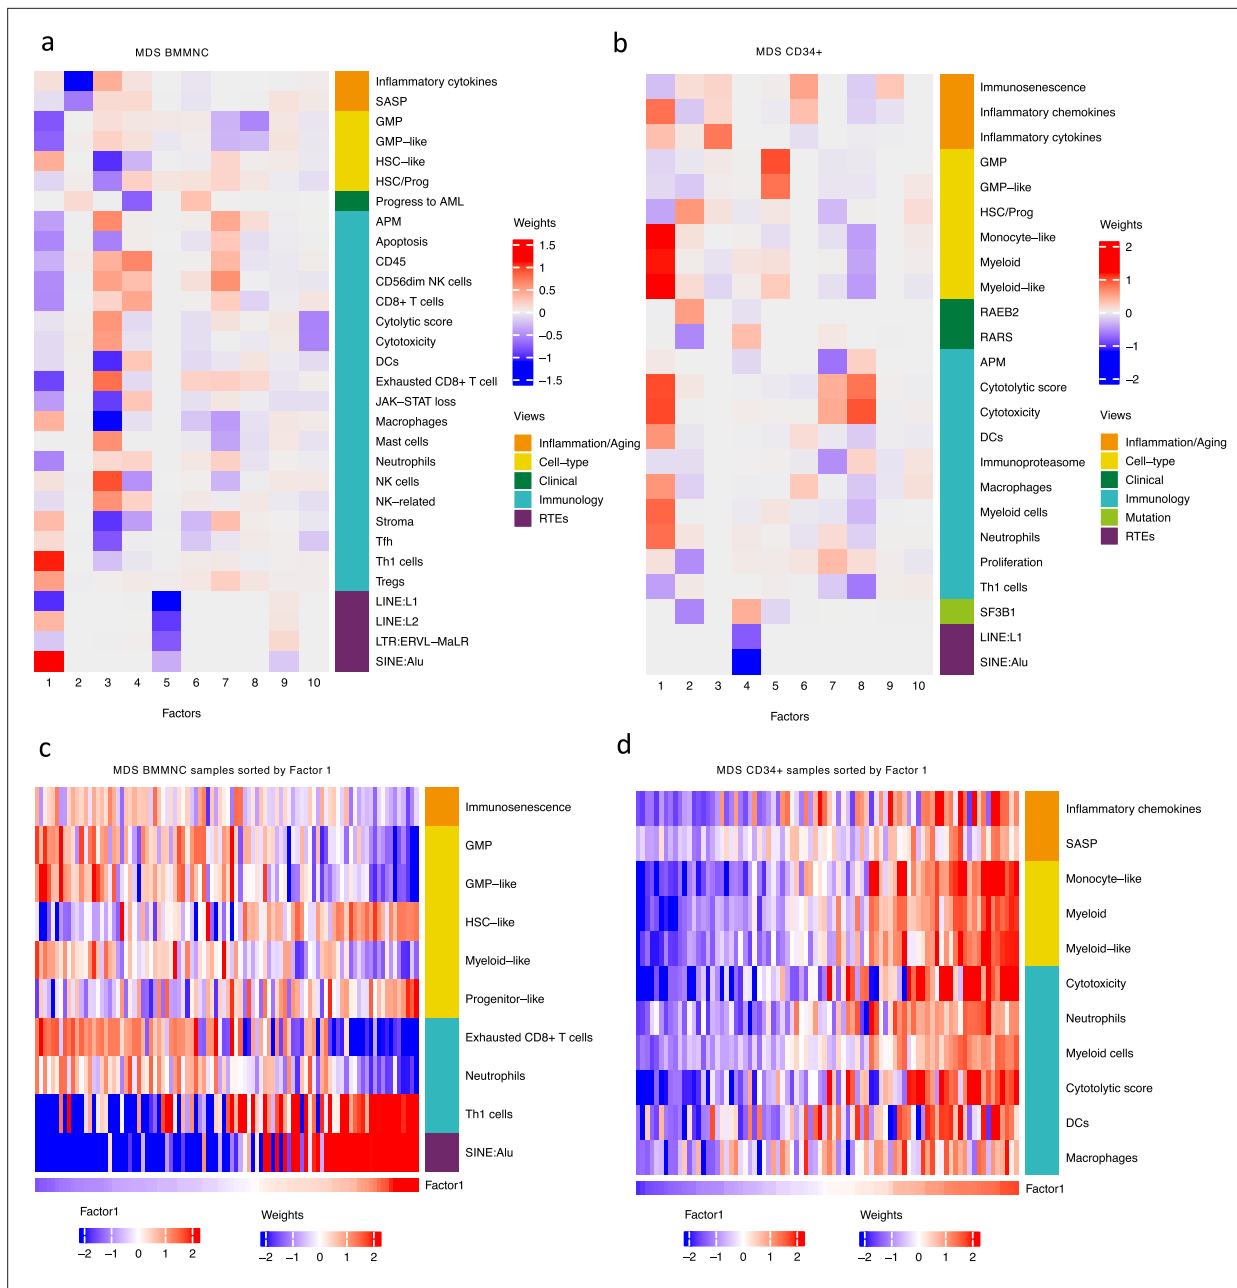 a
MDS BMMNC
Inflammatory cytokines
SASP
GMP
GMP–like
HSC–like
HSC/Prog
Progress to AML
APM
Apoptosis
CD45
CD56dim NK cells
CD8+ T cells
Cytolytic score
Cytotoxicity
DCs
Exhausted CD8+ T cell
JAK–STAT loss
Macrophages
Mast cells
Neutrophils
NK cells
NK–related
Stroma
Tfh
Th1 cells
Tregs
LINE:L1
LINE:L2
LTR:ERVL–MaLR
SINE:Alu
1 2 3 4 5 6 7 8 9 10
Factors
Weights
1.5
1
0.5
0
−0.5
−1
−1.5
Views
Inflammation/Aging
Cell–type
Clinical
Immunology
RTEs
b
MDS CD34+
Immunosenescence
Inflammatory chemokines
Inflammatory cytokines
GMP
GMP–like
HSC/Prog
Monocyte–like
Myeloid
Myeloid–like
RAEB2
RARS
APM
Cytotolytic score
Cytotoxicity
DCs
Immunoproteasome
Macrophages
Myeloid cells
Neutrophils
Proliferation
Th1 cells
SF3B1
LINE:L1
SINE:Alu
1 2 3 4 5 6 7 8 9 10
Factors
Weights
2
1
0
−1
−2
Views
Inflammation/Aging
Cell–type
Clinical
Immunology
Mutation
RTEs
c
MDS BMMNC samples sorted by Factor 1
Immunosenescence
GMP
GMP–like
HSC–like
Myeloid–like
Progenitor–like
Exhausted CD8+ T cells
Neutrophils
Th1 cells
SINE:Alu
Factor1
Factor1
−2 −1 0 1 2
Weights
−2 −1 0 1 2
d
MDS CD34+ samples sorted by Factor 1
Inflammatory chemokines
SASP
Monocyte–like
Myeloid
Myeloid–like
Cytotoxicity
Neutrophils
Myeloid cells
Cytotolytic score
DCs
Macrophages
Factor1
Factor1
−2 −1 0 1 2
Weights
−2 −1 0 1 2